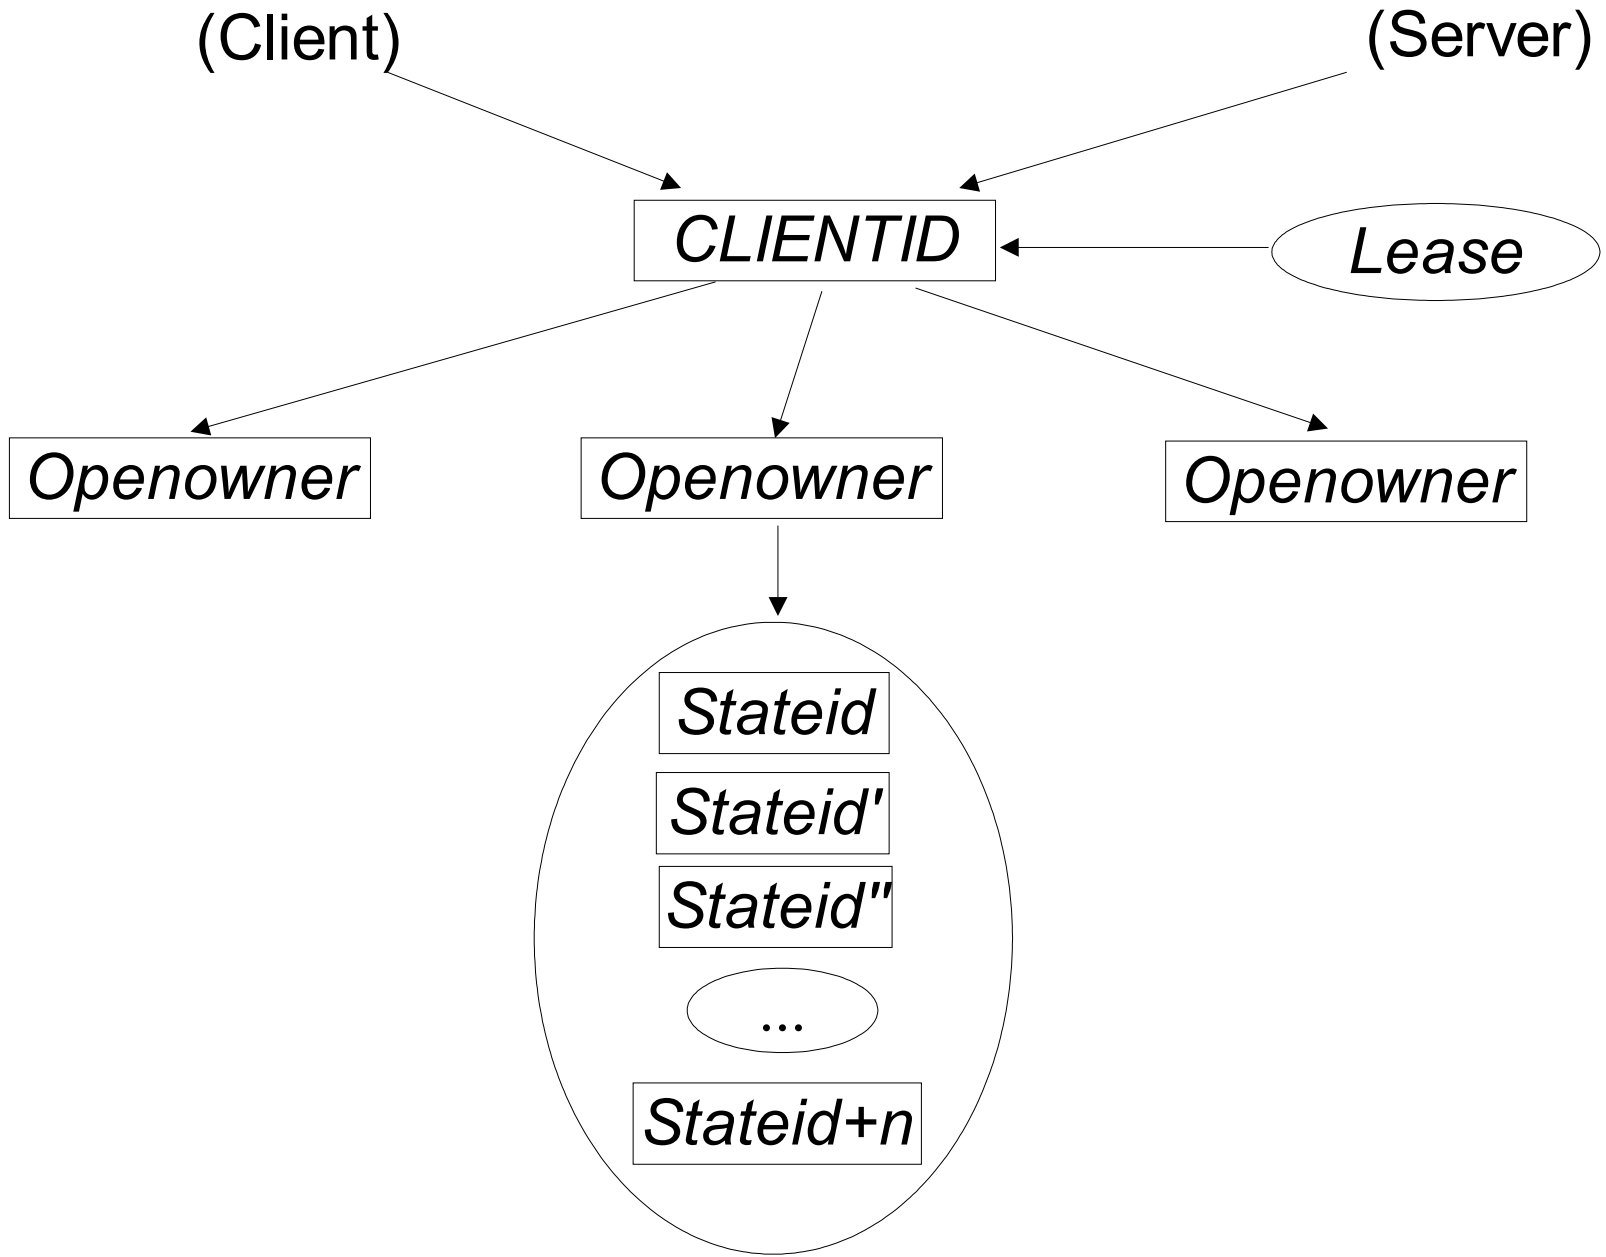 (Client)
(Server)
CLIENTID
Lease
Openowner
Openowner
Openowner
Stateid
Stateid'
Stateid"
...
Stateid+n